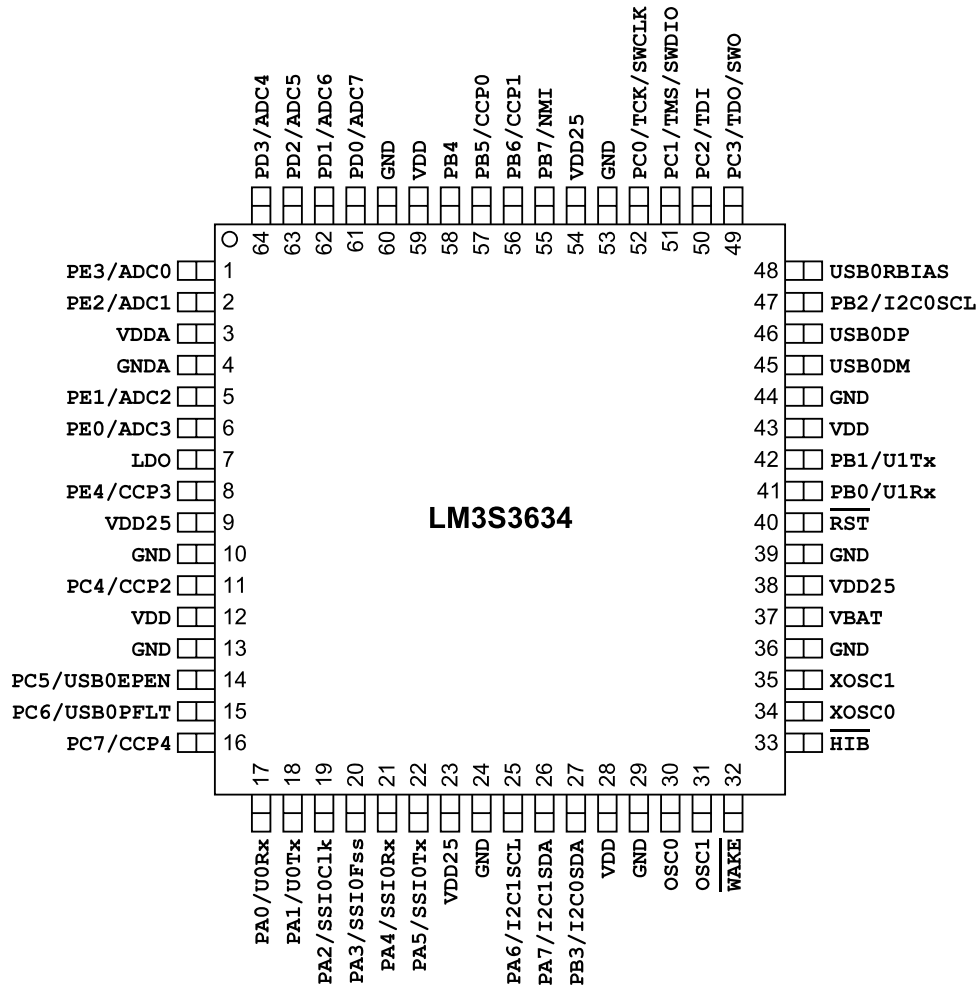 PD3/ADC4
PD2/ADC5
PD1/ADC6
PD0/ADC7
GND
VDD
PB4
PB5/CCP0
PB6/CCP1
PB7/NMI
VDD25
GND
PC0/TCK/SWCLK
PC1/TMS/SWDIO
PC2/TDI
PC3/TDO/SWO
64
63
62
61
60
59
58
57
56
55
54
53
52
51
50
49
PE3/ADC0 1
PE2/ADC1 2
VDDA 3
GNDA 4
PE1/ADC2 5
PE0/ADC3 6
LDO 7
PE4/CCP3 8
VDD25 9
GND 10
PC4/CCP2 11
VDD 12
GND 13
PC5/USB0EPEN 14
PC6/USB0PFLT 15
PC7/CCP4 16
LM3S3634
48 USB0RBIAS
47 PB2/I2C0SCL
46 USB0DP
45 USB0DM
44 GND
43 VDD
42 PB1/U1Tx
41 PB0/U1Rx
40 RST
39 GND
38 VDD25
37 VBAT
36 GND
35 XOSC1
34 XOSC0
33 HIB
17
18
19
20
21
22
23
24
25
26
27
28
29
30
31
32
PA0/U0Rx
PA1/U0Tx
PA2/SSI0Clk
PA3/SSI0Fss
PA4/SSI0Rx
PA5/SSI0Tx
VDD25
GND
PA6/I2C1SCL
PA7/I2C1SDA
PB3/I2C0SDA
VDD
GND
OSC0
OSC1
WAKE